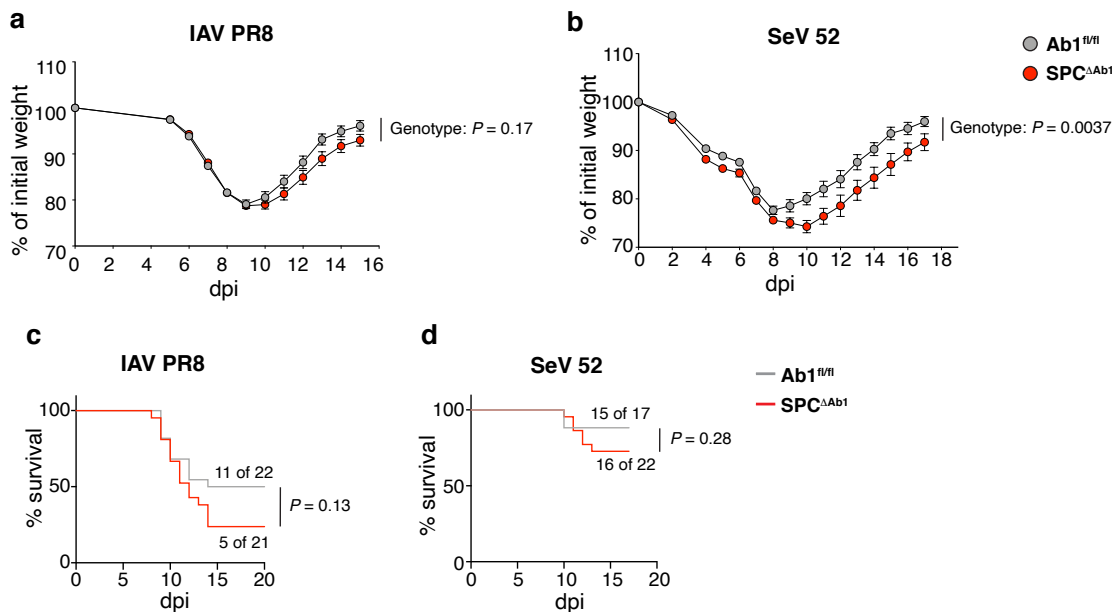 a
IAV PR8
110
100
90
80
70
% of initial weight
0 2 4 6 8 10 12 14 16
dpi
Genotype: P = 0.17
b
SeV 52
110
100
90
80
70
% of initial weight
0 2 4 6 8 10 12 14 16 18
dpi
Genotype: P = 0.0037
Ab1fl/fl
SPCΔAb1
c
IAV PR8
100
50
0
% survival
0 5 10 15 20
dpi
11 of 22
5 of 21
P = 0.13
d
SeV 52
100
50
0
% survival
0 5 10 15 20
dpi
15 of 17
16 of 22
P = 0.28
Ab1fl/fl
SPCΔAb1